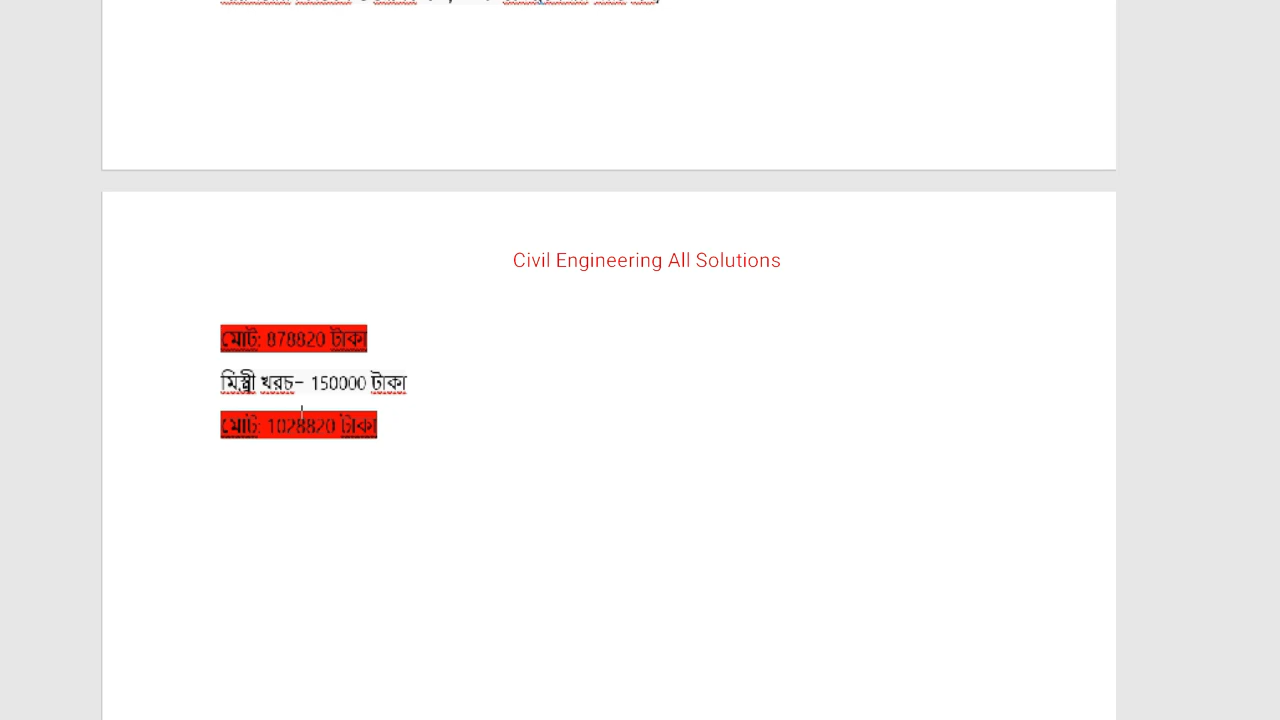 Civil Engineering All Solutions
মোট: 878820 টাকা
মিস্ত্রী খরচ- 150000 টাকা
মোট: 1028820 টাকা